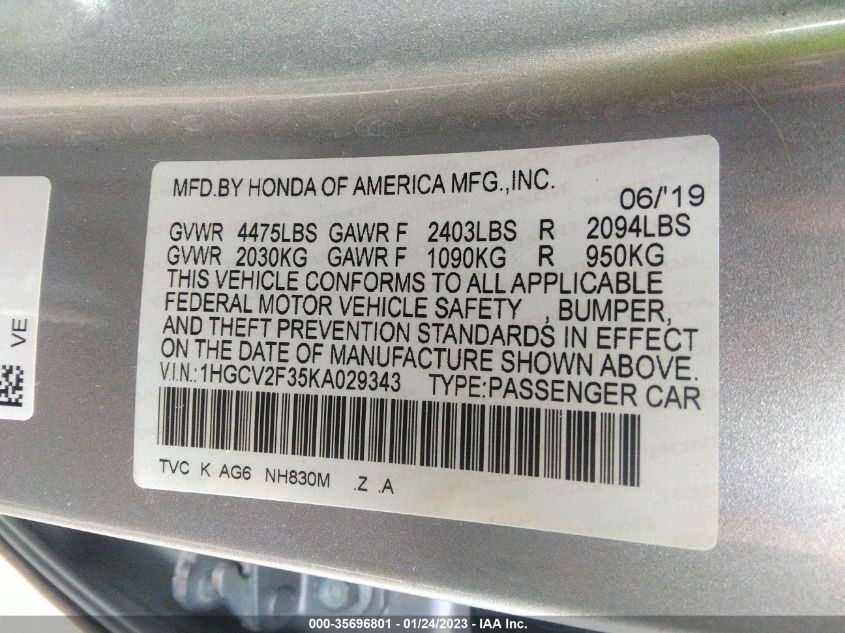 MFD.BY HONDA OF AMERICA MFG.,INC.
06/'19
GVWR 4475LBS GAWR F 2403LBS R 2094LBS
GVWR 2030KG GAWR F 1090KG R 950KG
THIS VEHICLE CONFORMS TO ALL APPLICABLE
FEDERAL MOTOR VEHICLE SAFETY , BUMPER,
AND THEFT PREVENTION STANDARDS IN EFFECT
ON THE DATE OF MANUFACTURE SHOWN ABOVE.
V.I.N.:1HGCV2F35KA029343 TYPE:PASSENGER CAR
TVC K AG6 NH830M .Z .A
VE
000-35696801 - 01/24/2023 - IAA